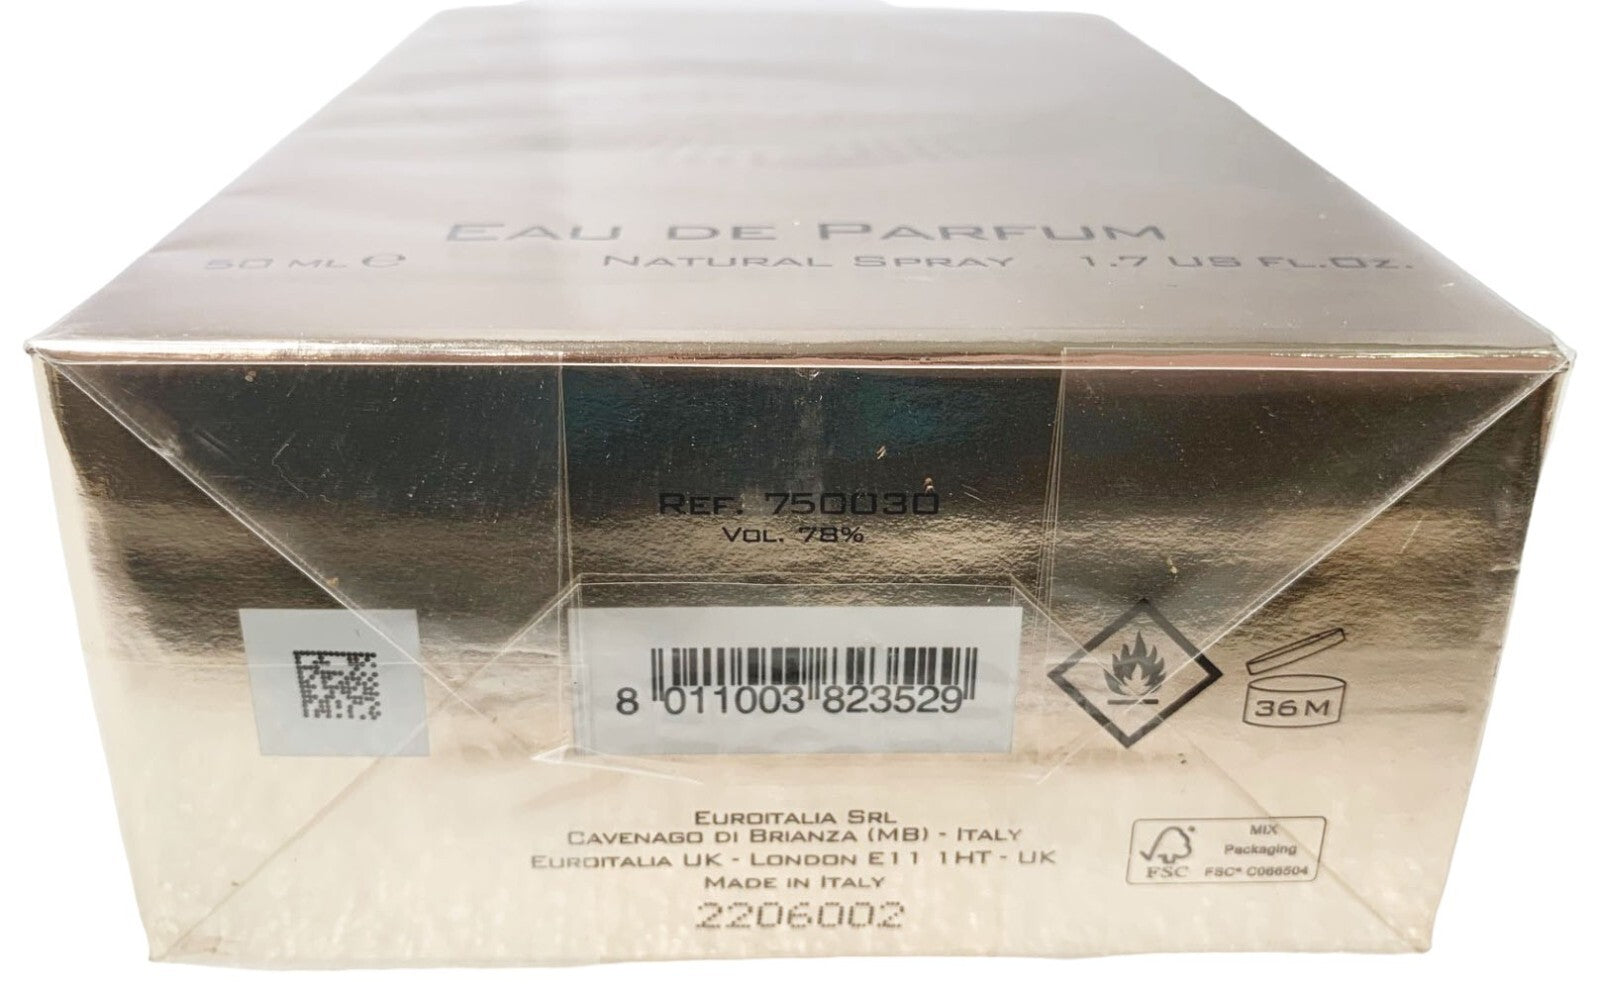 EAU DE PARFUM
50 ML ℮ NATURAL SPRAY 1.7 US FL.OZ.
REF. 750030
VOL. 78%
8 011003 823529
36M
EUROITALIA SRL
CAVENAGO DI BRIANZA (MB) - ITALY
EUROITALIA UK - LONDON E11 1HT - UK
MADE IN ITALY
2206002
FSC
MIX
Packaging
FSC® C066504